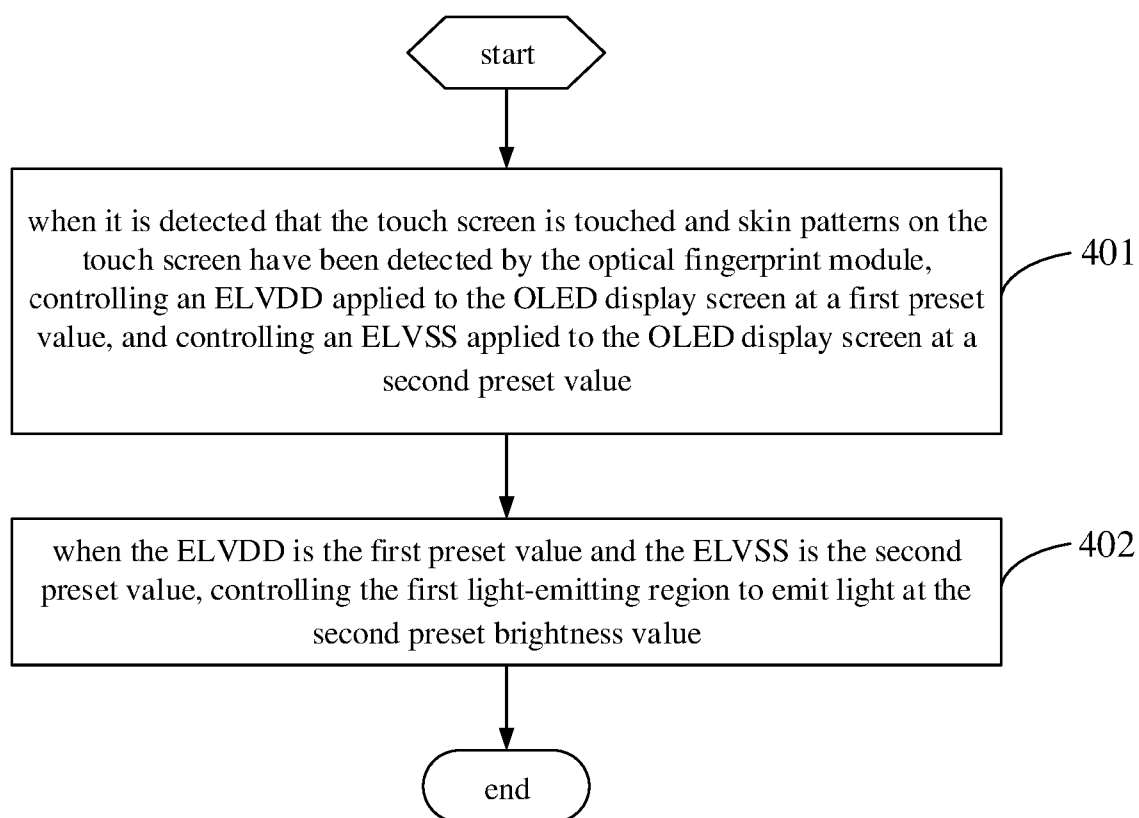 start
when it is detected that the touch screen is touched and skin patterns on the
touch screen have been detected by the optical fingerprint module,
controlling an ELVDD applied to the OLED display screen at a first preset
value, and controlling an ELVSS applied to the OLED display screen at a
second preset value
401
when the ELVDD is the first preset value and the ELVSS is the second
preset value, controlling the first light-emitting region to emit light at the
second preset brightness value
402
end